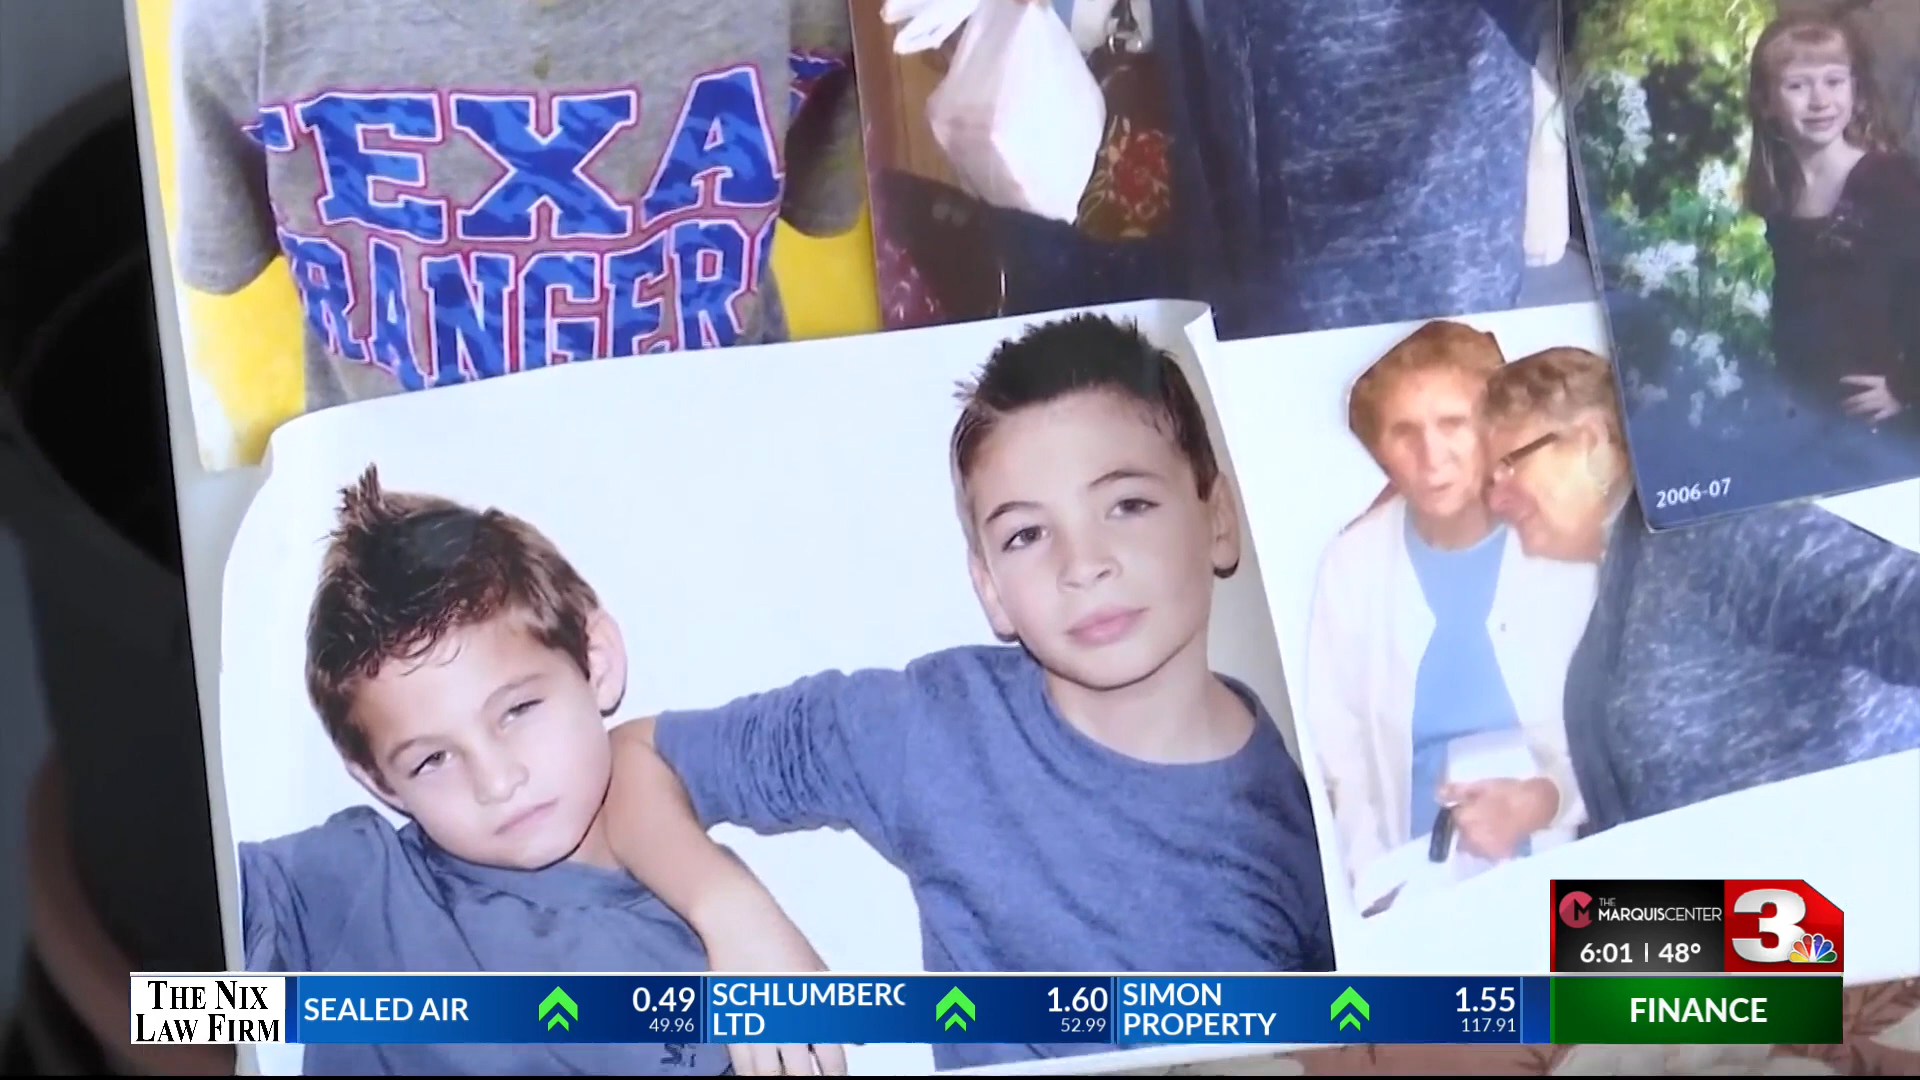 TEXA
RANGER
2006-07
THE
MARQUISCENTER
3
6:01 | 48°
THE NIX
LAW FIRM
SEALED AIR
0.49
49.96
SCHLUMBERG
LTD
1.60
52.99
SIMON
PROPERTY
1.55
117.91
FINANCE